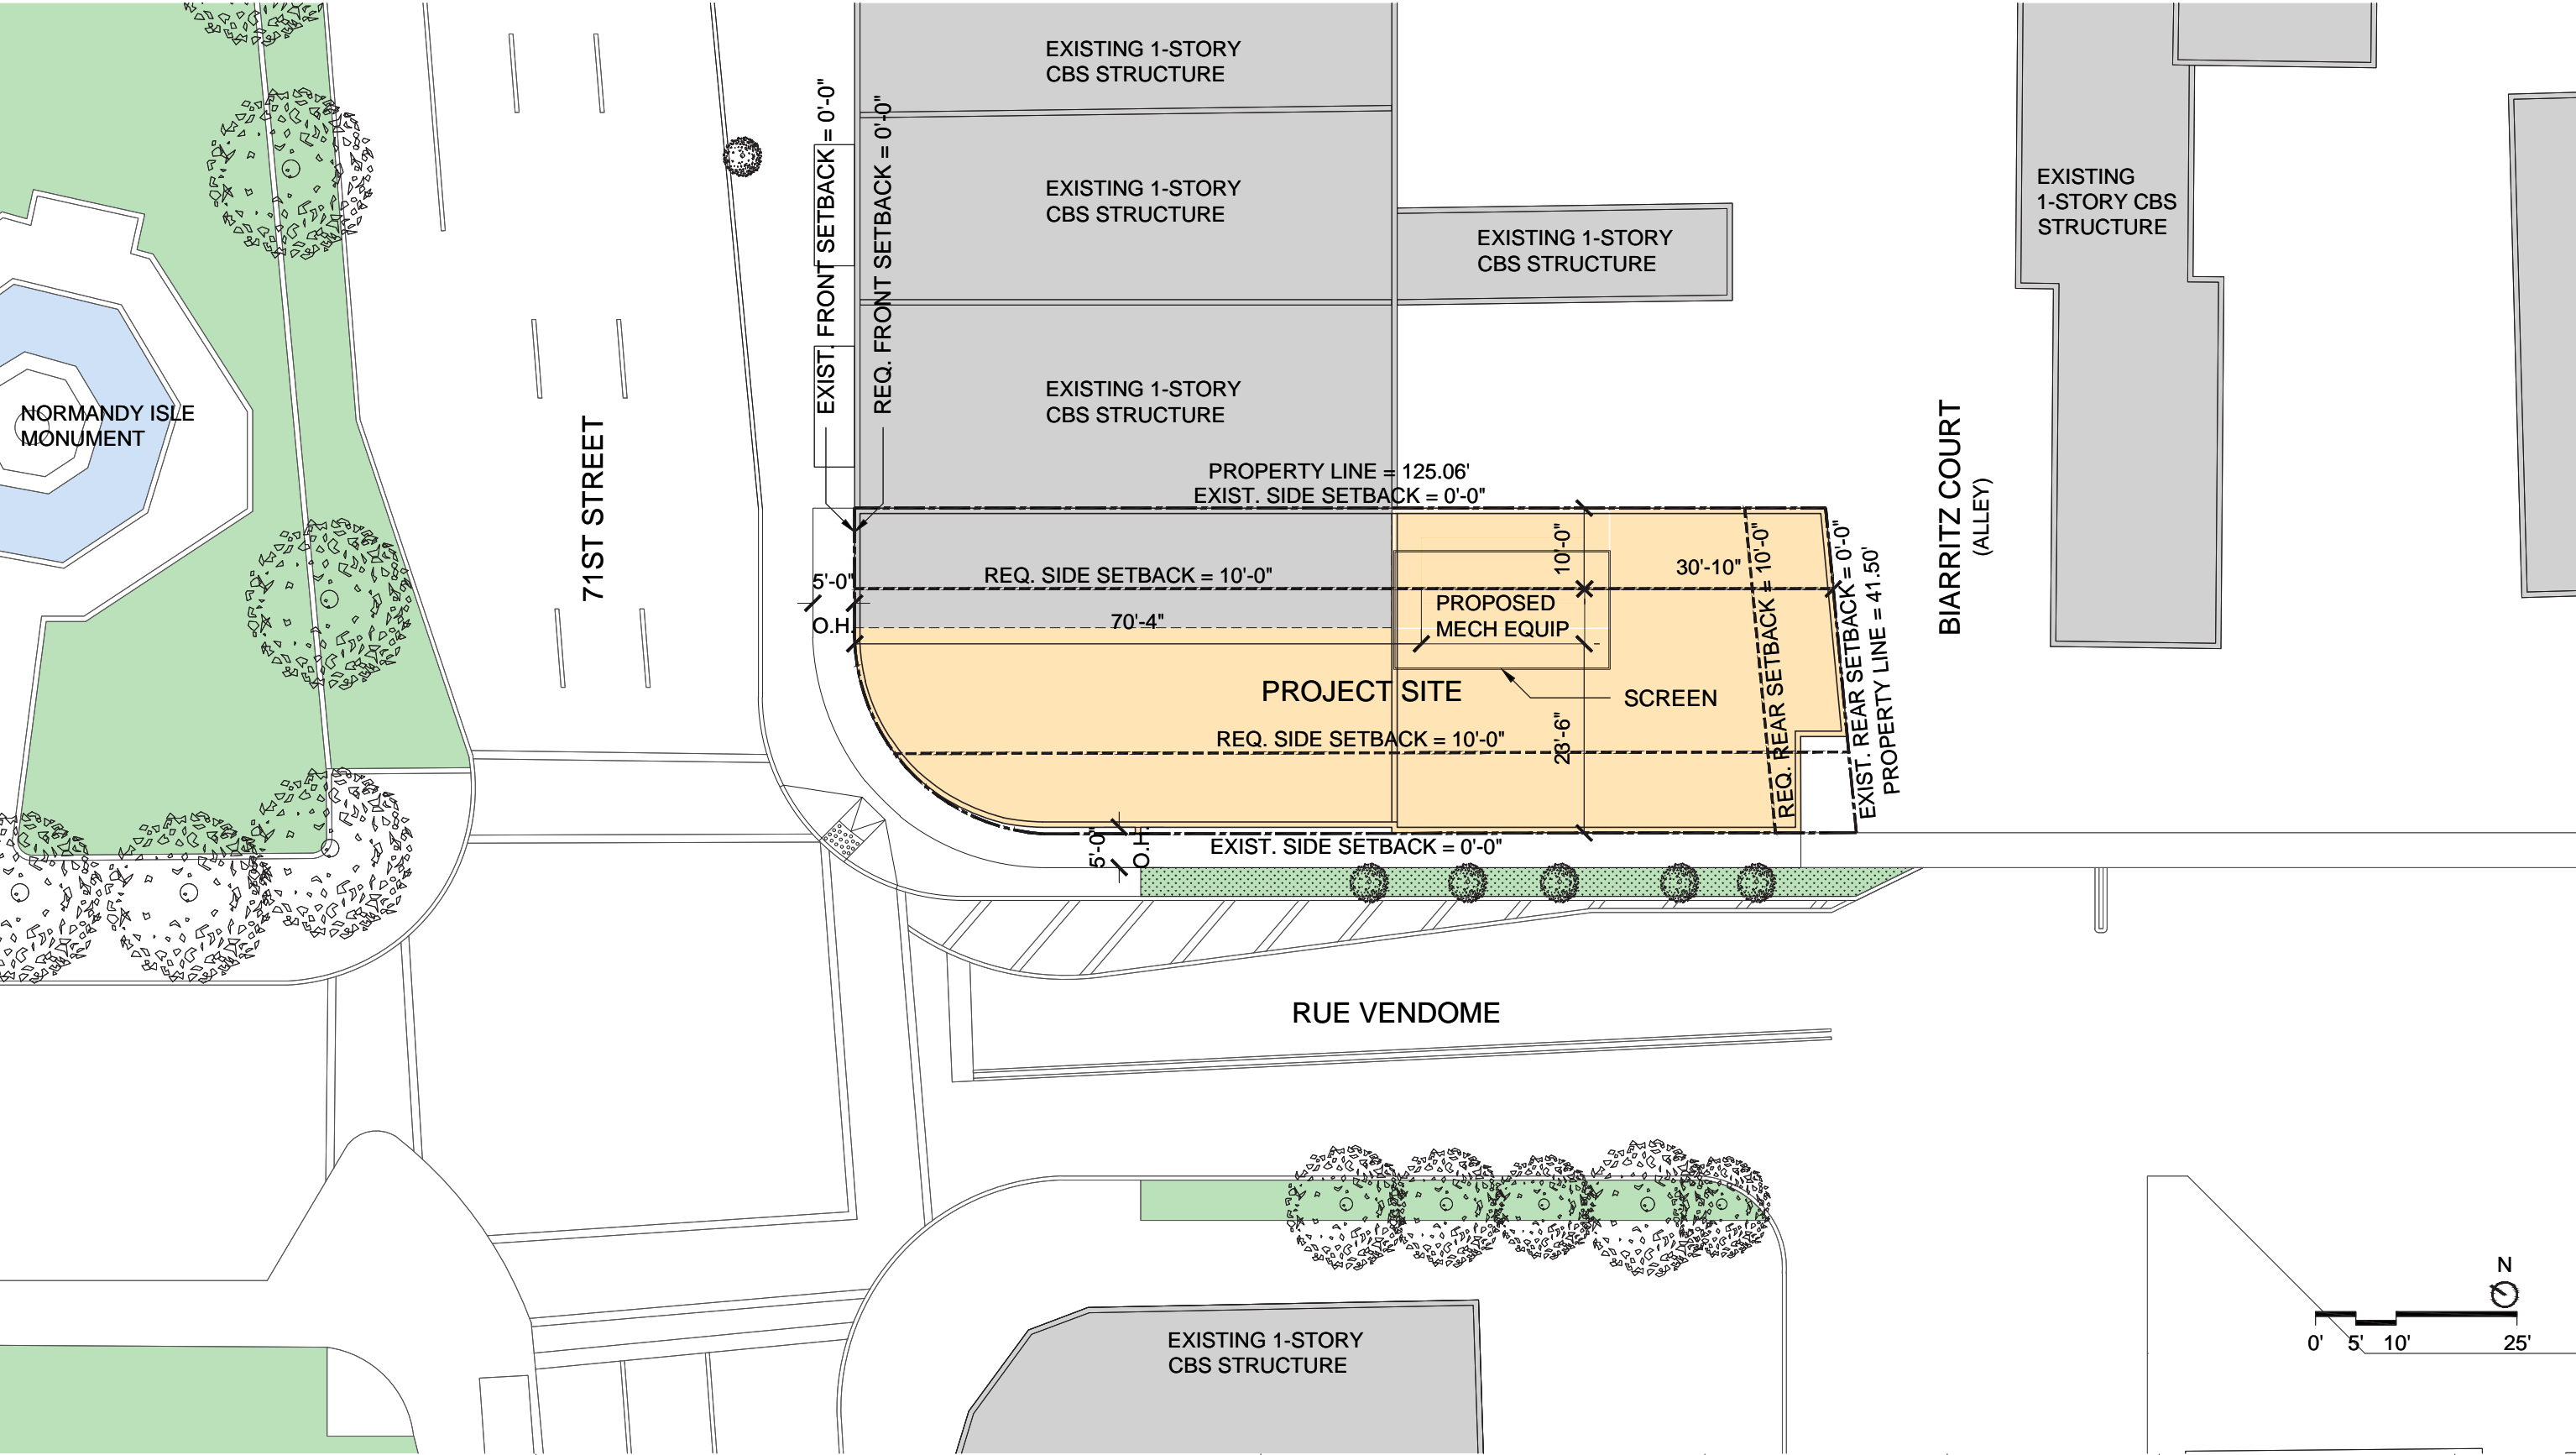 EXISTING 1-STORY
CBS STRUCTURE
EXIST. FRONT SETBACK = 0'-0"
REQ. FRONT SETBACK = 0'-0"
EXISTING 1-STORY
CBS STRUCTURE
EXISTING
1-STORY CBS
STRUCTURE
EXISTING 1-STORY
CBS STRUCTURE
EXISTING 1-STORY
CBS STRUCTURE
NORMANDY ISLE
MONUMENT
71ST STREET
BIARRITZ COURT
(ALLEY)
PROPERTY LINE = 125.06'
EXIST. SIDE SETBACK = 0'-0"
10'-0"
30'-10"
REQ. SIDE SETBACK = 10'-0"
5'-0"
O.H.
70'-4"
PROPOSED
MECH EQUIP
PROJECT SITE
SCREEN
REQ. REAR SETBACK = 10'-0"
EXIST. REAR SETBACK = 0'-0"
PROPERTY LINE = 41.50'
REQ. SIDE SETBACK = 10'-0"
23'-6"
5'-0"
O.H.
EXIST. SIDE SETBACK = 0'-0"
RUE VENDOME
EXISTING 1-STORY
CBS STRUCTURE
N
0' 5' 10' 25'